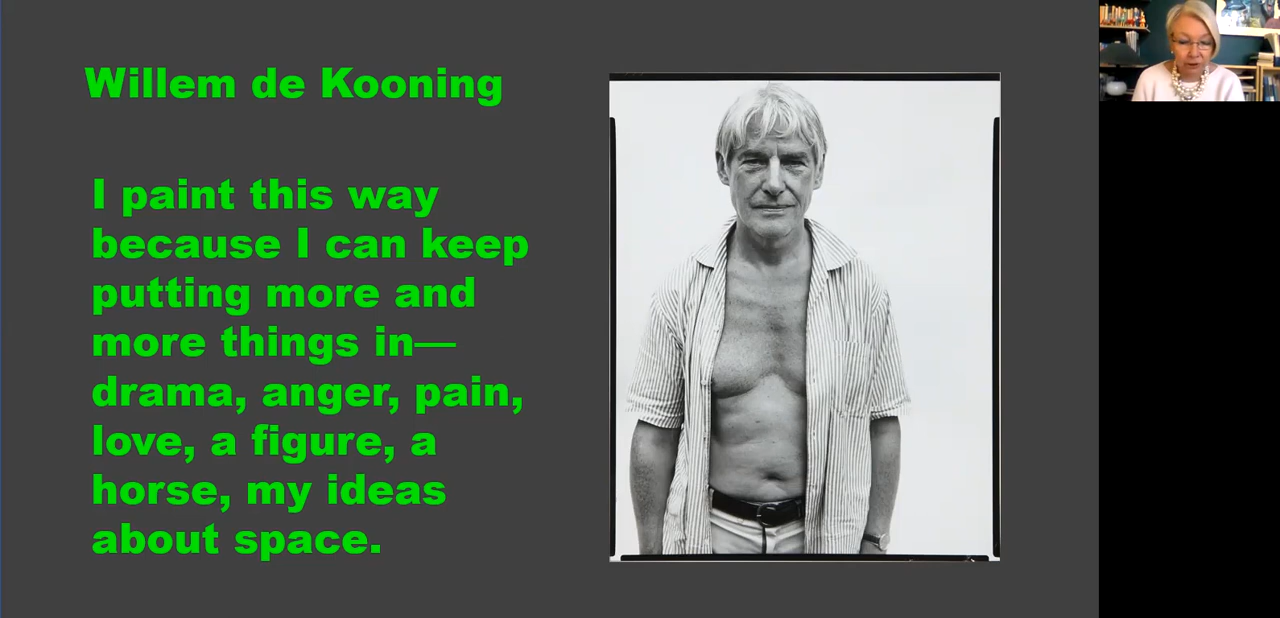 Willem de Kooning
I paint this way
because I can keep
putting more and
more things in—
drama, anger, pain,
love, a figure, a
horse, my ideas
about space.